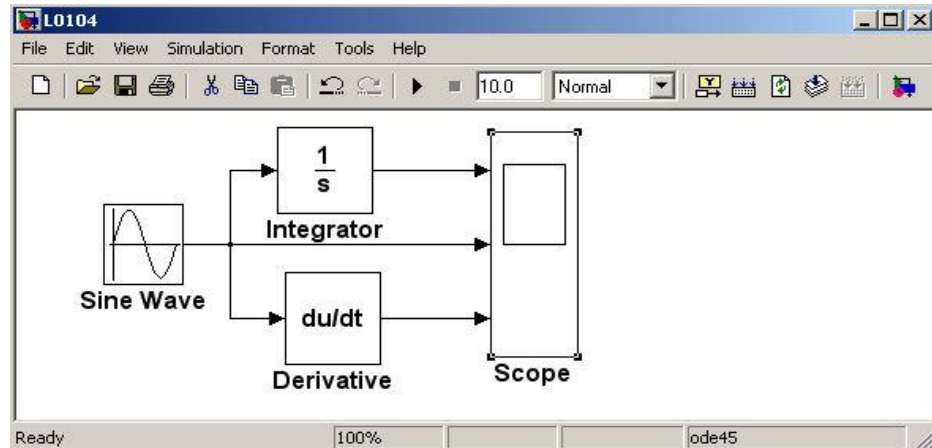 L0104
File Edit View Simulation Format Tools Help
10.0 Normal
1
s
Integrator
Sine Wave
du/dt
Derivative
Scope
Ready 100% ode45